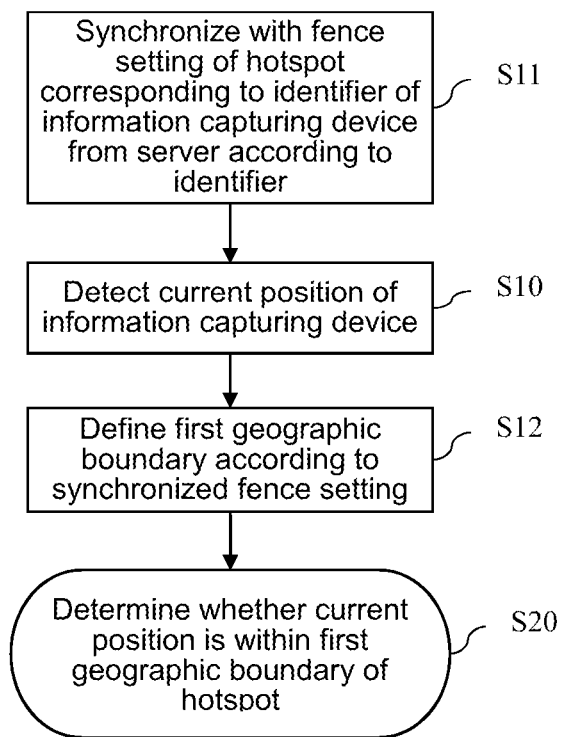 Synchronize with fence
setting of hotspot
corresponding to identifier of
information capturing device
from server according to
identifier
S11
Detect current position of
information capturing device
S10
Define first geographic
boundary according to
synchronized fence setting
S12
Determine whether current
position is within first
geographic boundary of
hotspot
S20